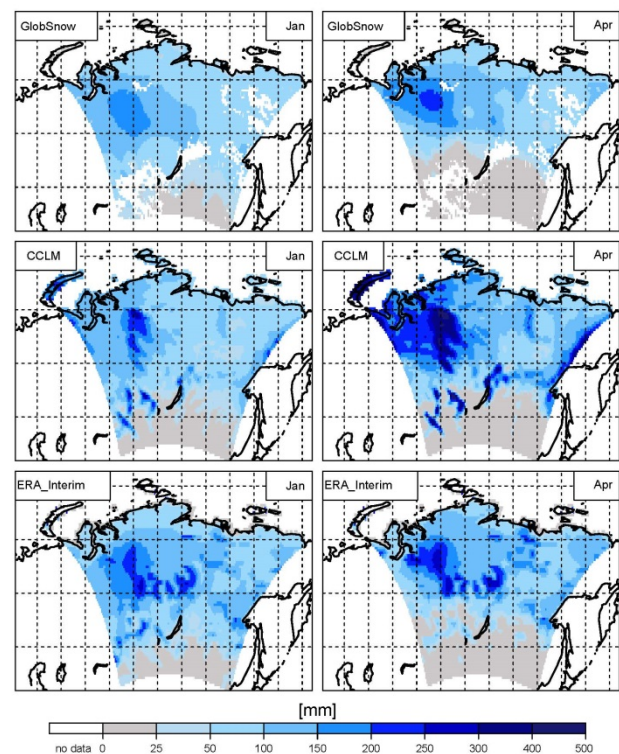 GlobSnow Jan
GlobSnow Apr
CCLM Jan
CCLM Apr
ERA_Interim Jan
ERA_Interim Apr
[mm]
no data 0 25 50 100 150 200 250 300 400 500